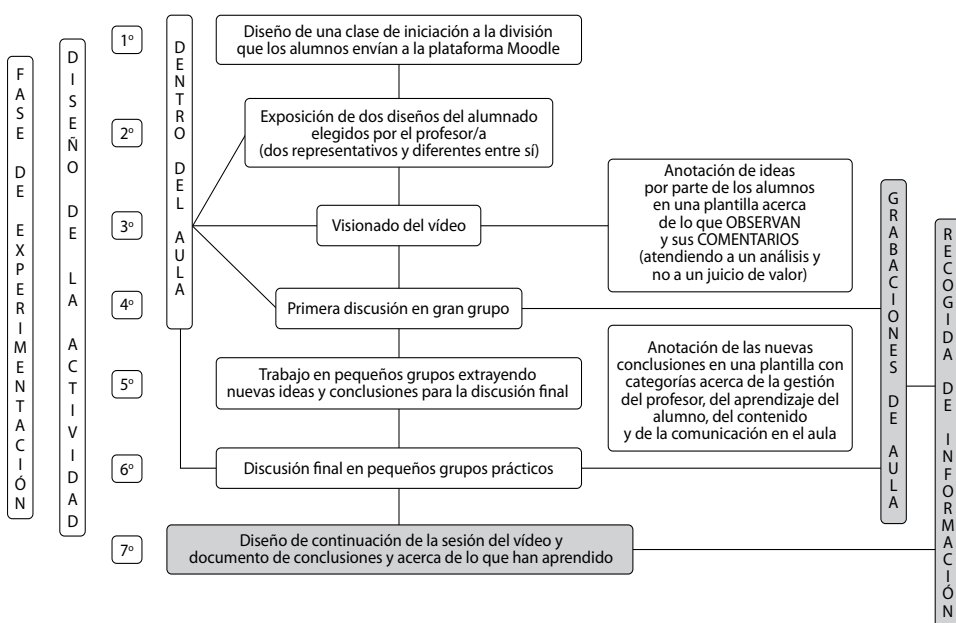 FASE DE EXPERIMENTACIÓN
DISEÑO DE LA ACTIVIDAD
DENTRO DEL AULA
1º
Diseño de una clase de iniciación a la división
que los alumnos envían a la plataforma Moodle
2º
Exposición de dos diseños del alumnado
elegidos por el profesor/a
(dos representativos y diferentes entre sí)
3º
Visionado del vídeo
Anotación de ideas
por parte de los alumnos
en una plantilla acerca
de lo que OBSERVAN
y sus COMENTARIOS
(atendiendo a un análisis y
no a un juicio de valor)
4º
Primera discusión en gran grupo
5º
Trabajo en pequeños grupos extrayendo
nuevas ideas y conclusiones para la discusión final
Anotación de las nuevas
conclusiones en una plantilla con
categorías acerca de la gestión
del profesor, del aprendizaje del
alumno, del contenido
y de la comunicación en el aula
6º
Discusión final en pequeños grupos prácticos
7º
Diseño de continuación de la sesión del vídeo y
documento de conclusiones y acerca de lo que han aprendido
GRABACIONES DE AULA
RECOGIDA DE INFORMACIÓN